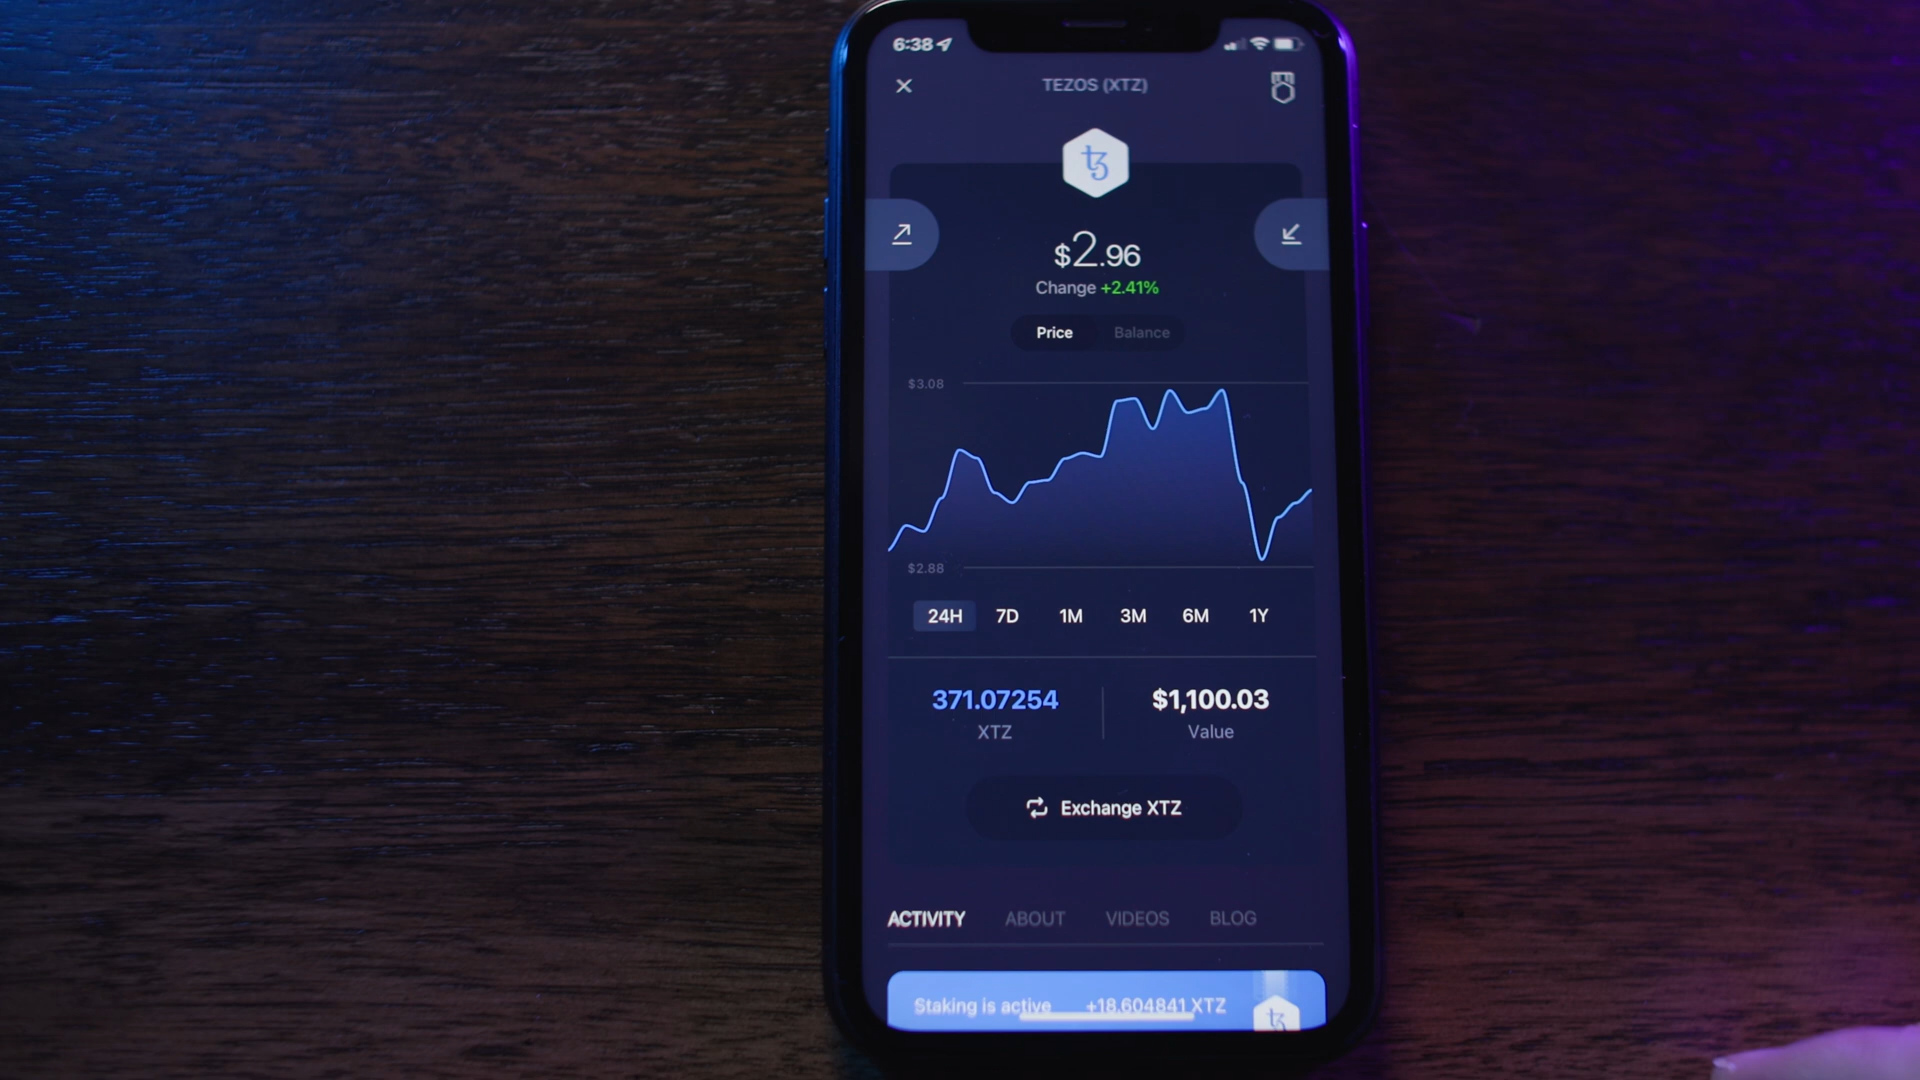 6:38
TEZOS (XTZ)
$2.96
Change +2.41%
Price Balance
$3.08
$2.88
24H 7D 1M 3M 6M 1Y
371.07254 $1,100.03
XTZ Value
Exchange XTZ
ACTIVITY ABOUT VIDEOS BLOG
Staking is active +18.604841 XTZ